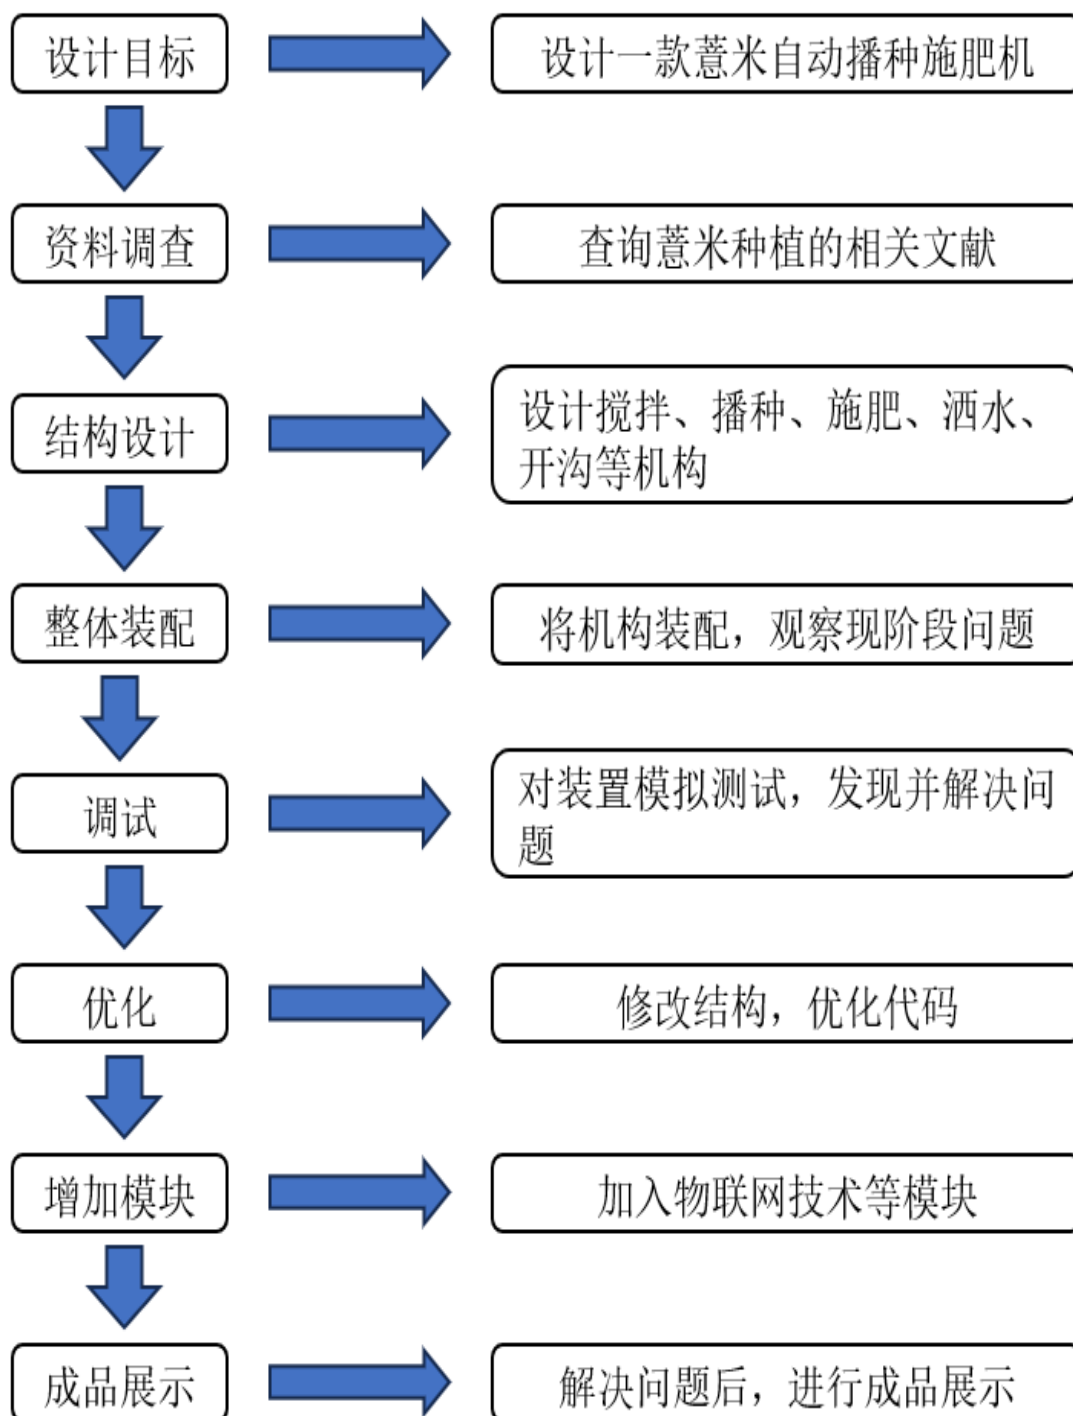 设计目标
设计一款薏米自动播种施肥机
资料调查
查询薏米种植的相关文献
结构设计
设计搅拌、播种、施肥、洒水、
开沟等机构
整体装配
将机构装配，观察现阶段问题
调试
对装置模拟测试，发现并解决问
题
优化
修改结构，优化代码
增加模块
加入物联网技术等模块
成品展示
解决问题后，进行成品展示